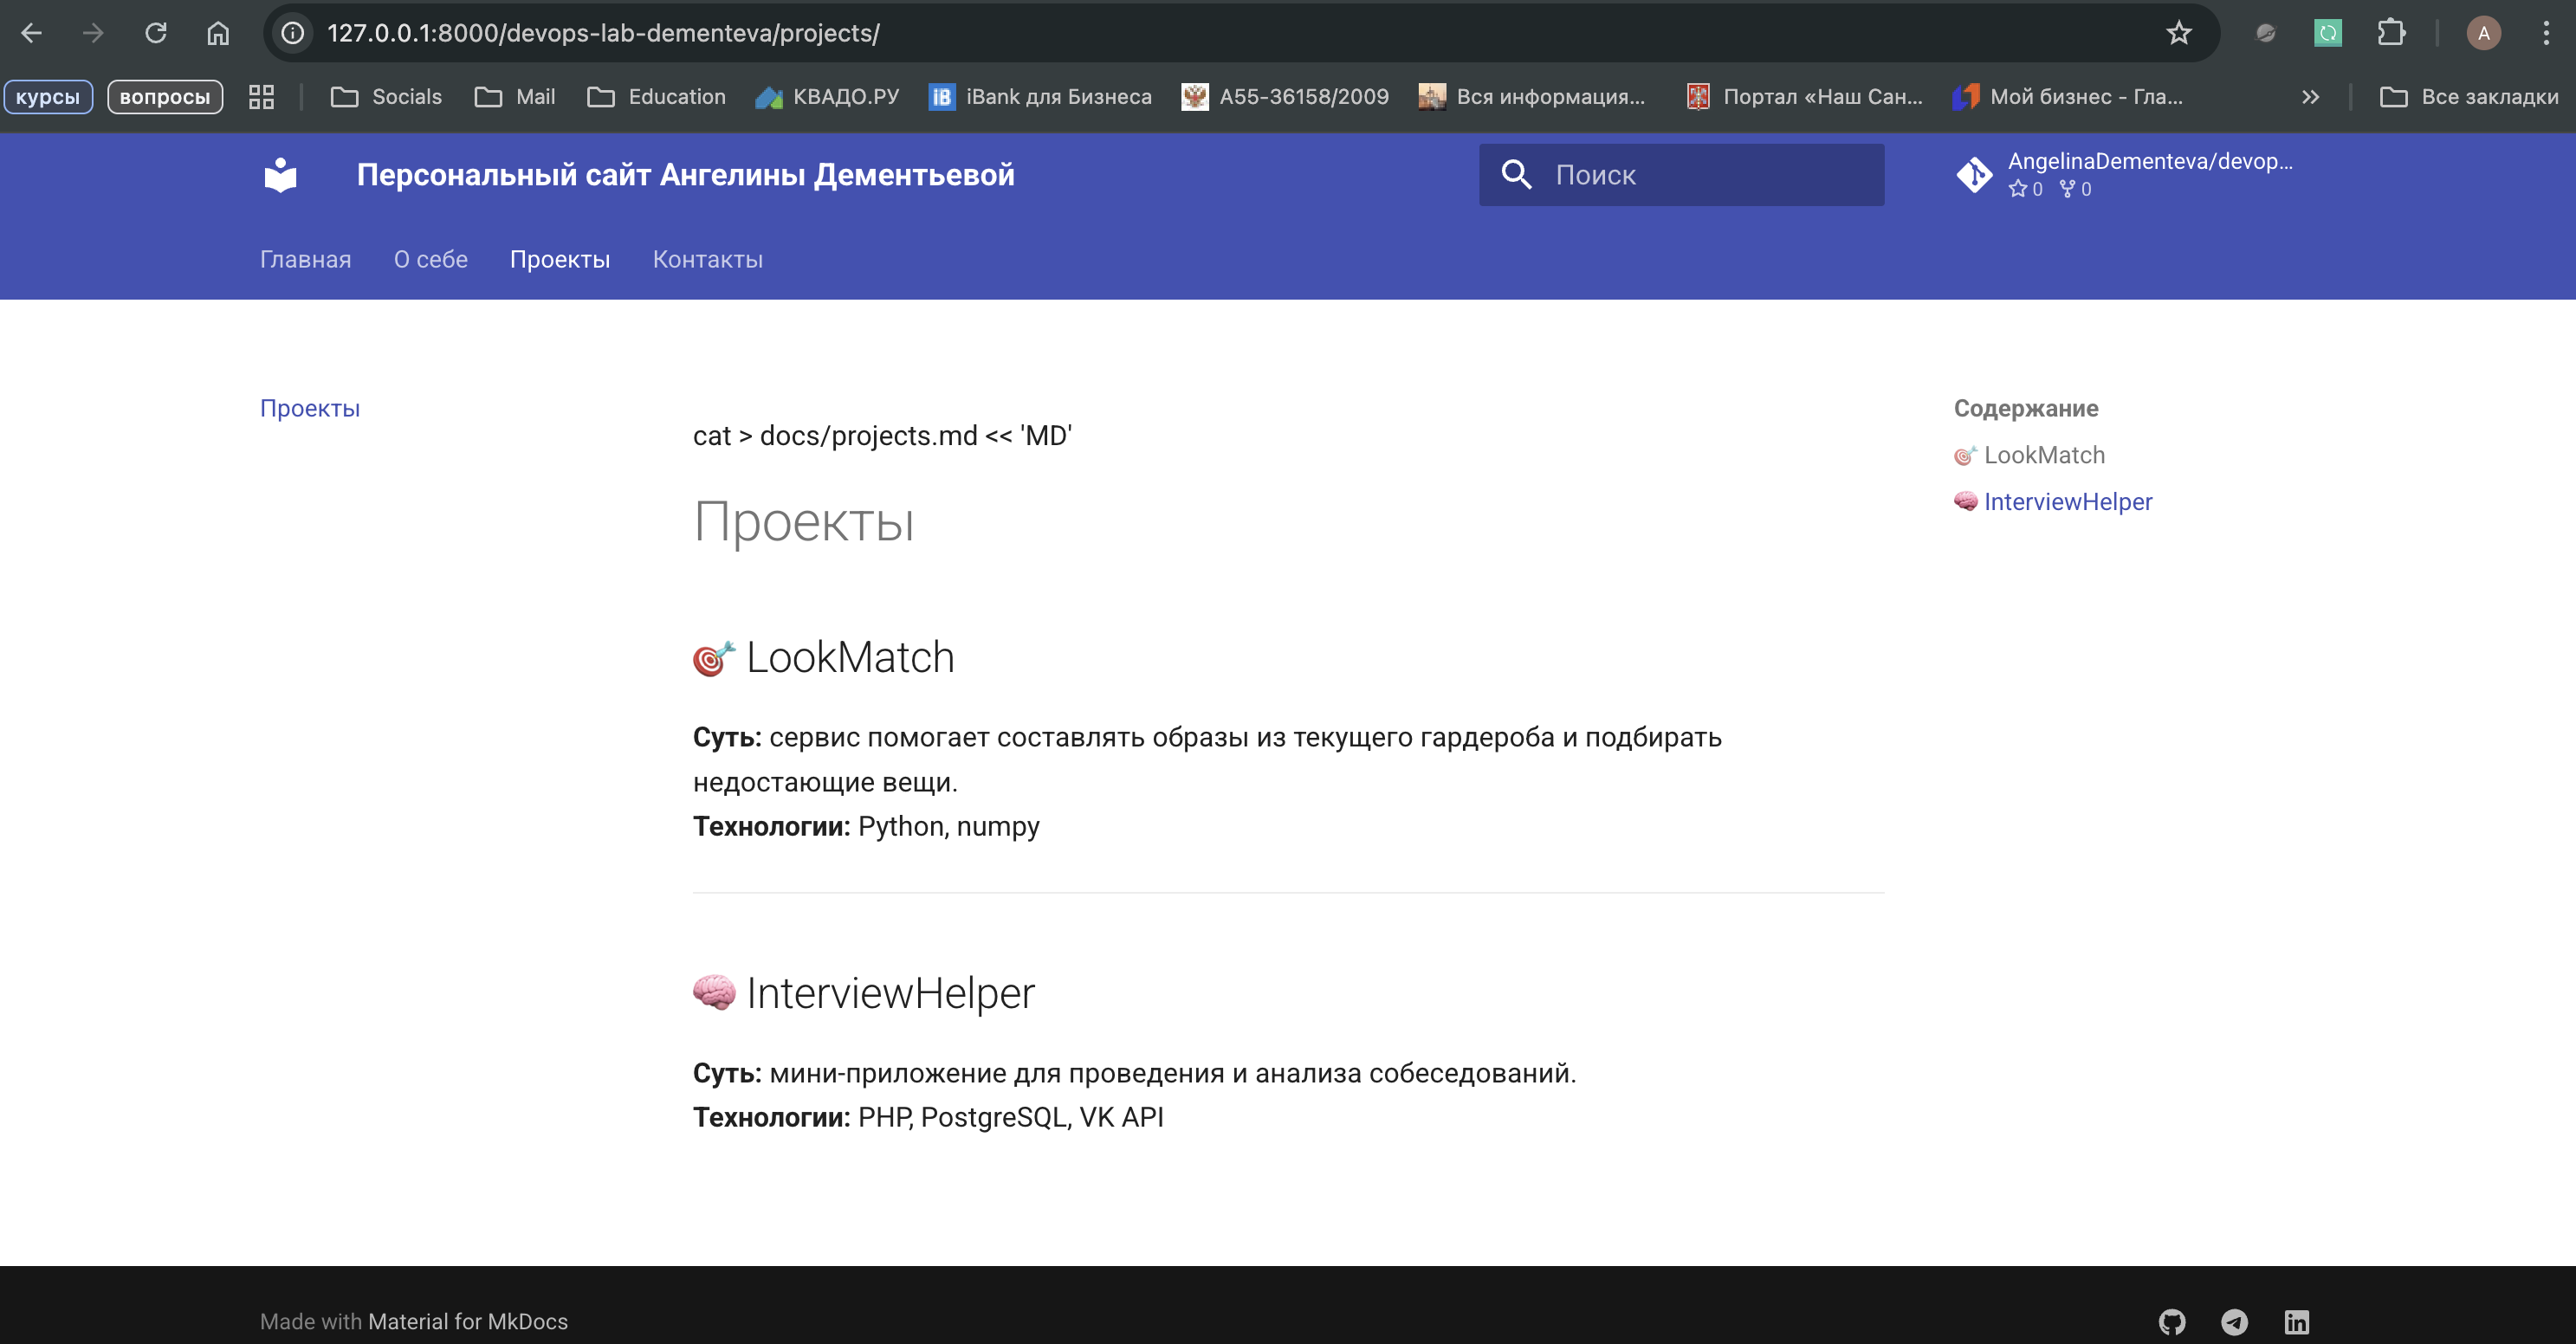 127.0.0.1:8000/devops-lab-dementeva/projects/
A
курсы вопросы Socials Mail Education КВАДО.РУ iB iBank для Бизнеса А55-36158/2009 Вся информация... Портал «Наш Сан... Мой бизнес - Гла... Все закладки
Персональный сайт Ангелины Дементьевой
Поиск
AngelinaDementeva/devop...
0 0
Главная О себе Проекты Контакты
Проекты
cat > docs/projects.md << 'MD'
Проекты
🎯 LookMatch
Суть: сервис помогает составлять образы из текущего гардероба и подбирать
недостающие вещи.
Технологии: Python, numpy
🧠 InterviewHelper
Суть: мини-приложение для проведения и анализа собеседований.
Технологии: PHP, PostgreSQL, VK API
Содержание
🎯 LookMatch
🧠 InterviewHelper
Made with Material for MkDocs
in